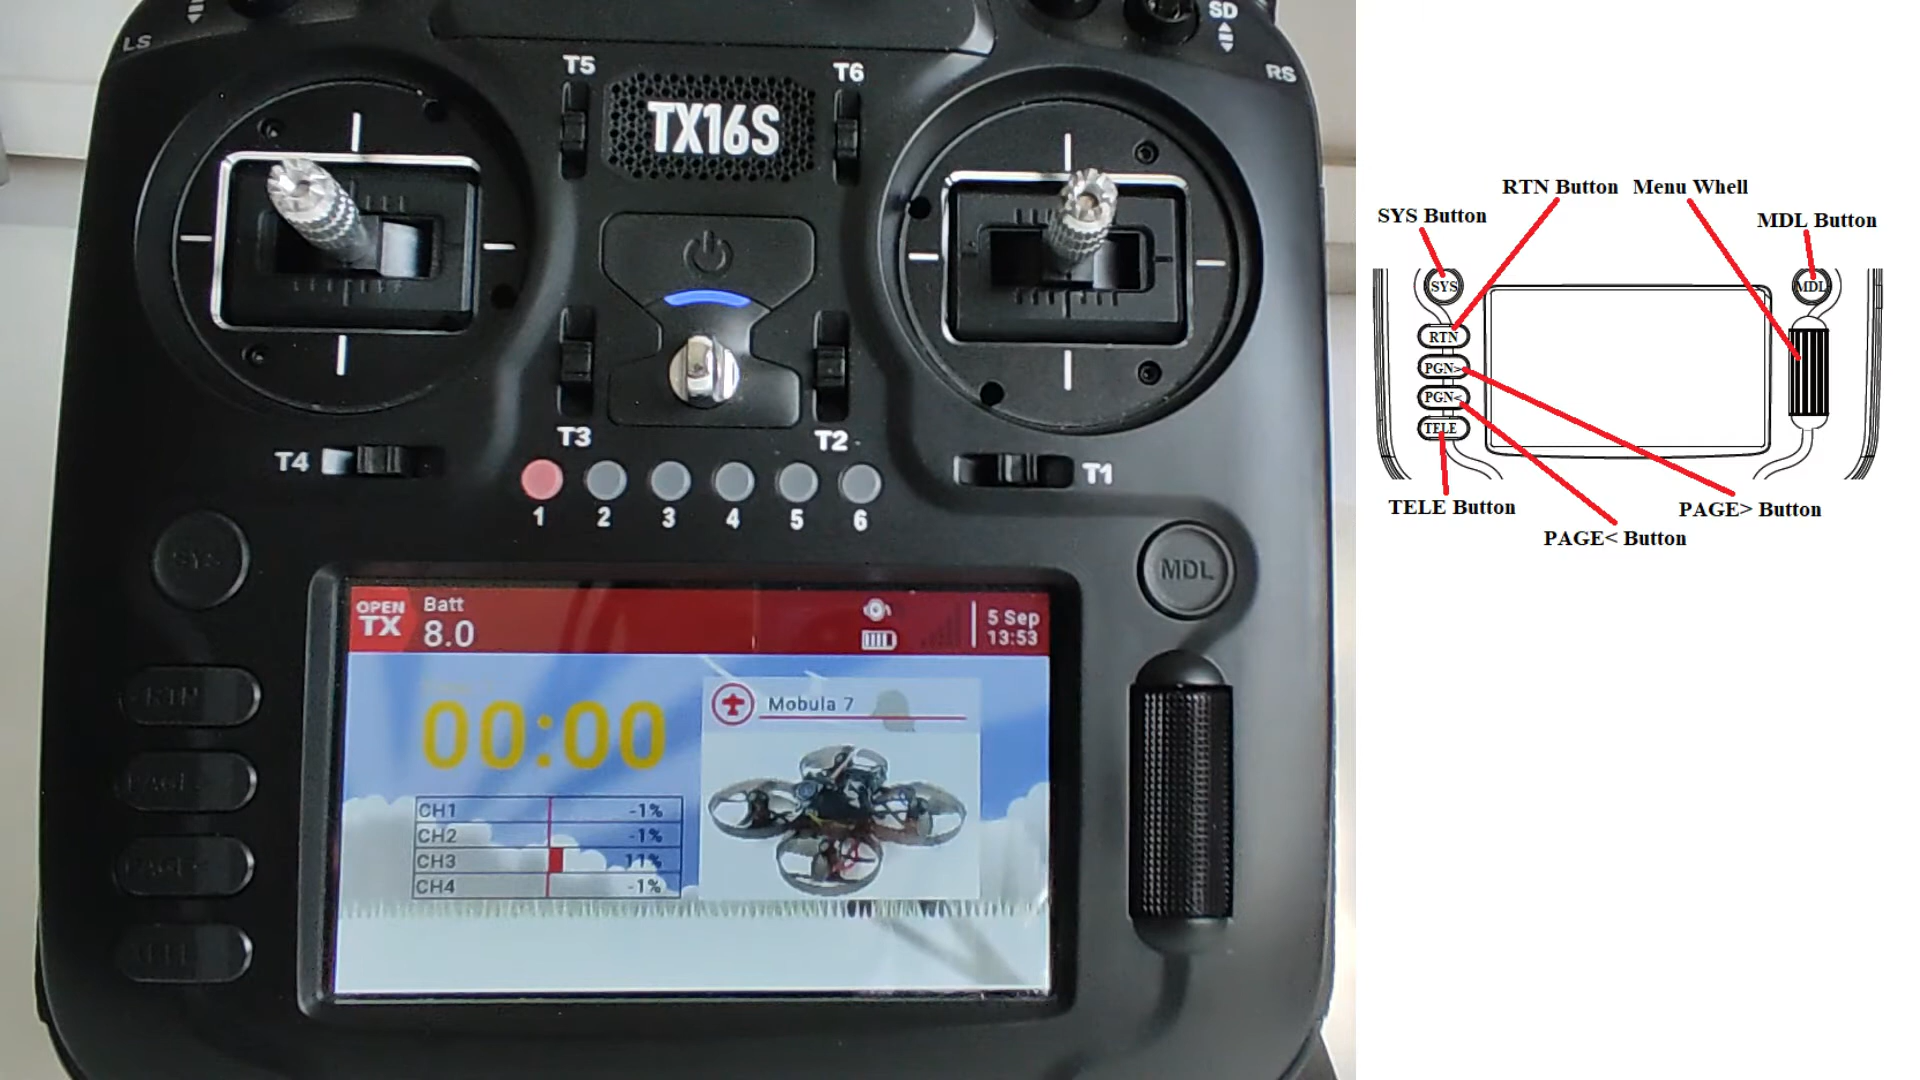 LS
SD
RS
T5
T6
TX16S
T3
T2
T4
T1
1 2 3 4 5 6
SYS
MDL
RTN
OPEN
TX
Batt
8.0
5 Sep
13:53
00:00
Mobula 7
CH1 -1%
CH2 -1%
CH3 11%
CH4 -1%
RTN Button Menu Whell
SYS Button
MDL Button
SYS
MDL
RTN
PGN>
PGN<
TELE
TELE Button
PAGE> Button
PAGE< Button